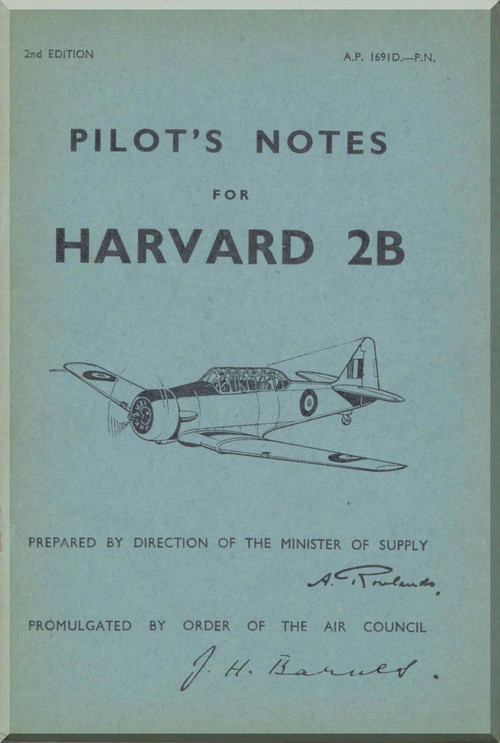 2nd EDITION A.P. 1691D.—P.N.
PILOT'S NOTES
FOR
HARVARD 2B
PREPARED BY DIRECTION OF THE MINISTER OF SUPPLY
A. Rowlands.
PROMULGATED BY ORDER OF THE AIR COUNCIL
J. H. Barnes.